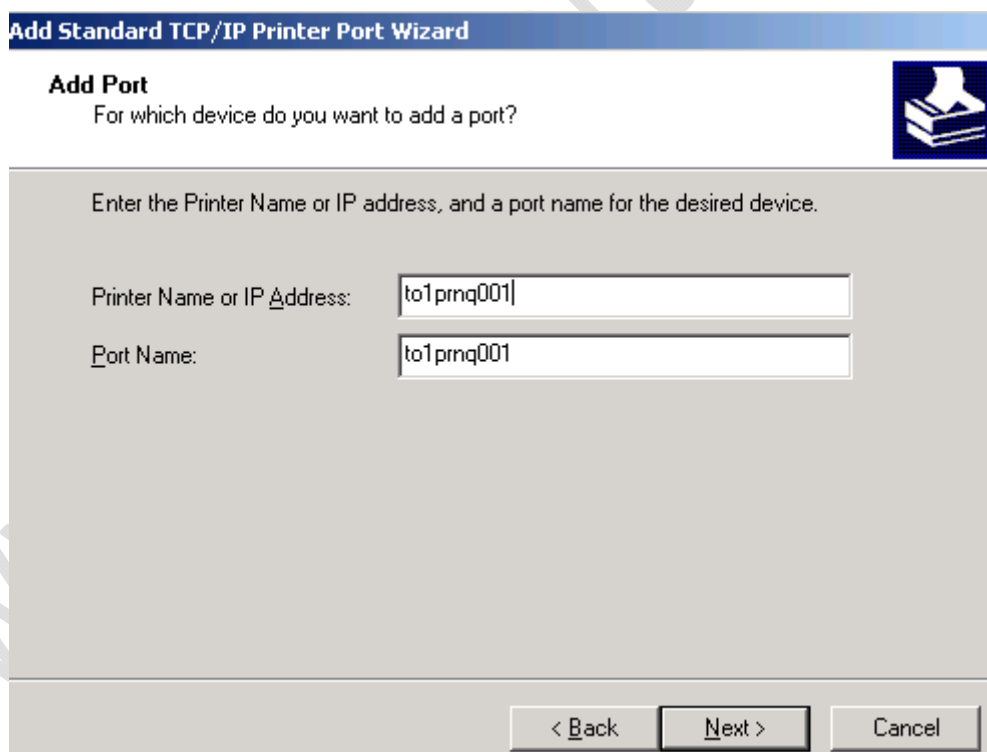 Add Standard TCP/IP Printer Port Wizard
Add Port
For which device do you want to add a port?
Enter the Printer Name or IP address, and a port name for the desired device.
Printer Name or IP Address: to1prnq001
Port Name: to1prnq001
< Back Next > Cancel